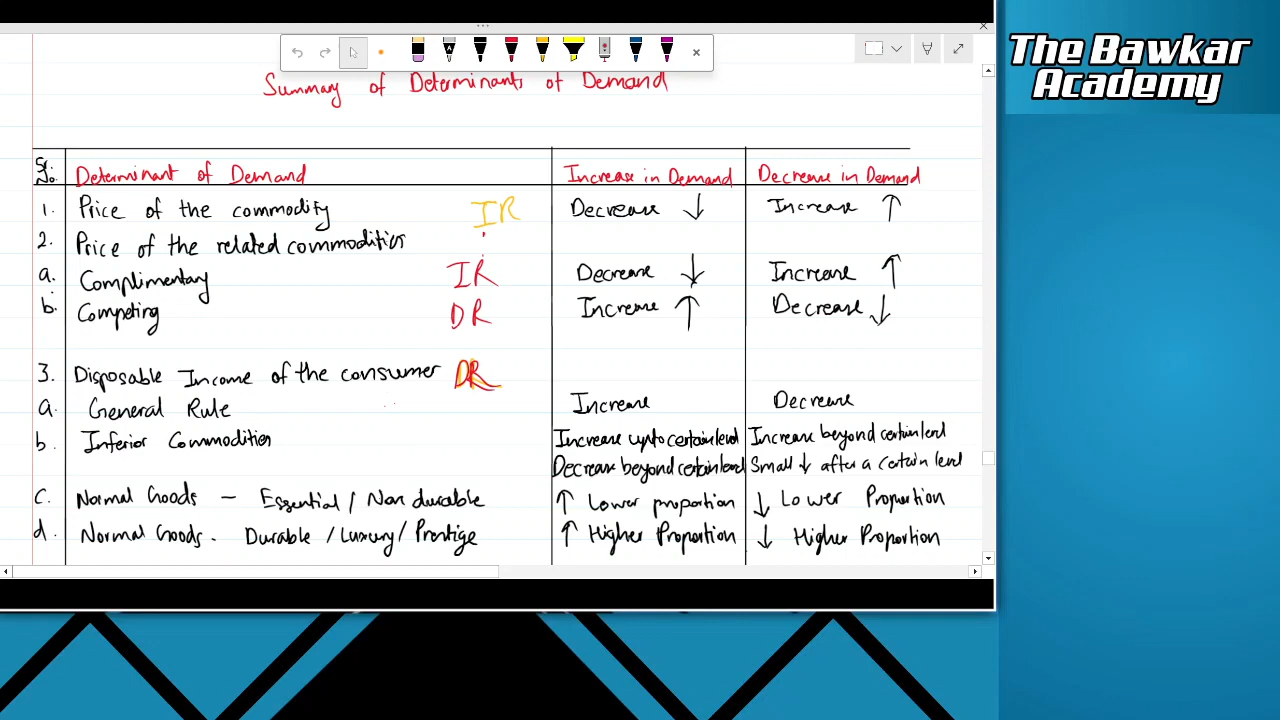 The Bawkar
Academy
Summary of Determinants of Demand
Sr. No. Determinant of Demand Increase in Demand Decrease in Demand
1. Price of the commodity IR Decrease ↓ Increase ↑
2. Price of the related commodities
a. Complimentary IR Decrease ↓ Increase ↑
b. Competing DR Increase ↑ Decrease ↓
3. Disposable Income of the consumer DR
a. General Rule Increase Decrease
b. Inferior Commodities Increase upto certain level Increase beyond certain level
Decrease beyond certain level Small ↓ after a certain level
c. Normal Goods – Essential / Non durable ↑ Lower proportion ↓ Lower Proportion
d. Normal Goods - Durable / Luxury / Prestige ↑ Higher Proportion ↓ Higher Proportion